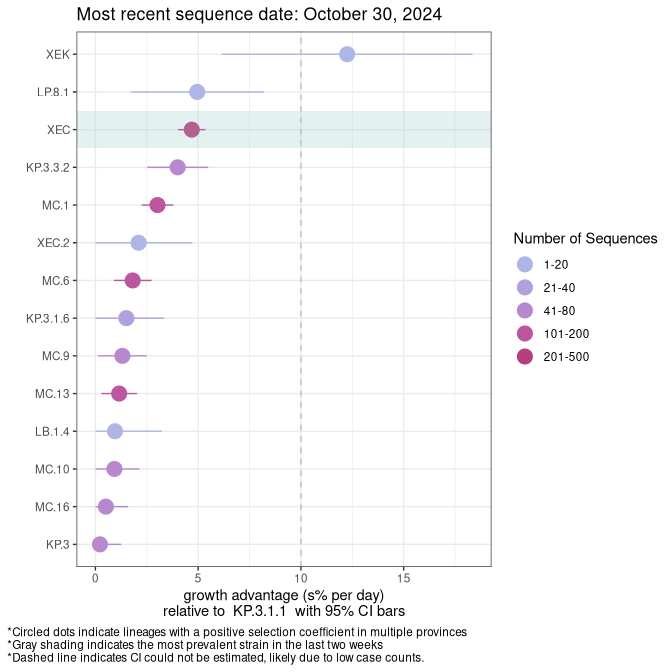 Most recent sequence date: October 30, 2024
XEK
LP.8.1
XEC
KP.3.3.2
MC.1
XEC.2
MC.6
KP.3.1.6
MC.9
MC.13
LB.1.4
MC.10
MC.16
KP.3
0 5 10 15
growth advantage (s% per day)
relative to KP.3.1.1 with 95% CI bars
Number of Sequences
1-20
21-40
41-80
101-200
201-500
*Circled dots indicate lineages with a positive selection coefficient in multiple provinces
*Gray shading indicates the most prevalent strain in the last two weeks
*Dashed line indicates CI could not be estimated, likely due to low case counts.